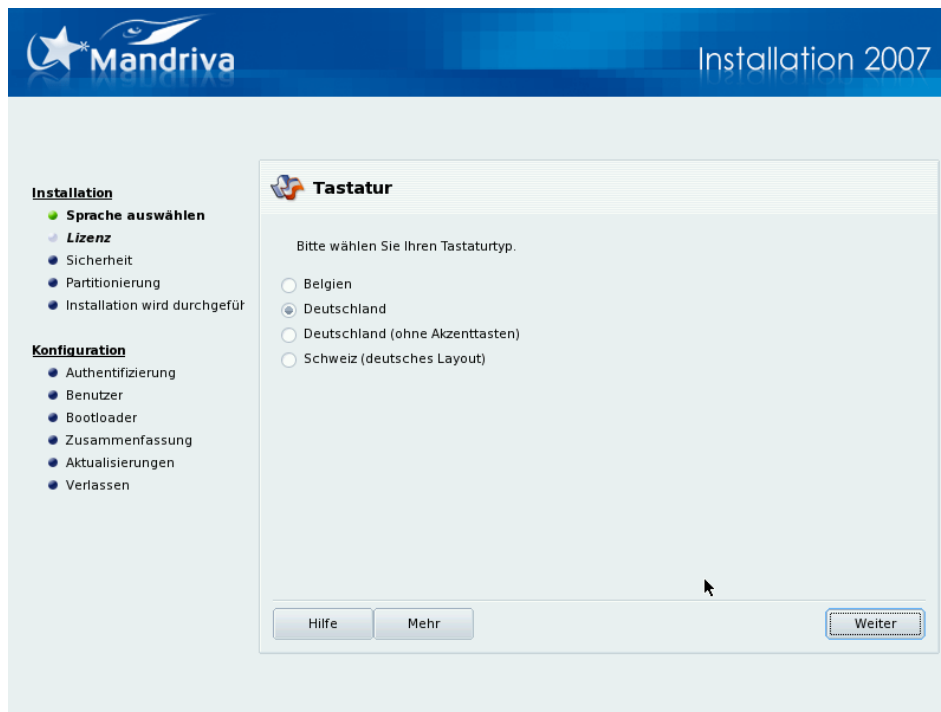 Mandriva
Installation 2007
Installation
Sprache auswählen
Lizenz
Sicherheit
Partitionierung
Installation wird durchgefüh
Konfiguration
Authentifizierung
Benutzer
Bootloader
Zusammenfassung
Aktualisierungen
Verlassen
Tastatur
Bitte wählen Sie Ihren Tastaturtyp.
Belgien
Deutschland
Deutschland (ohne Akzenttasten)
Schweiz (deutsches Layout)
Hilfe
Mehr
Weiter